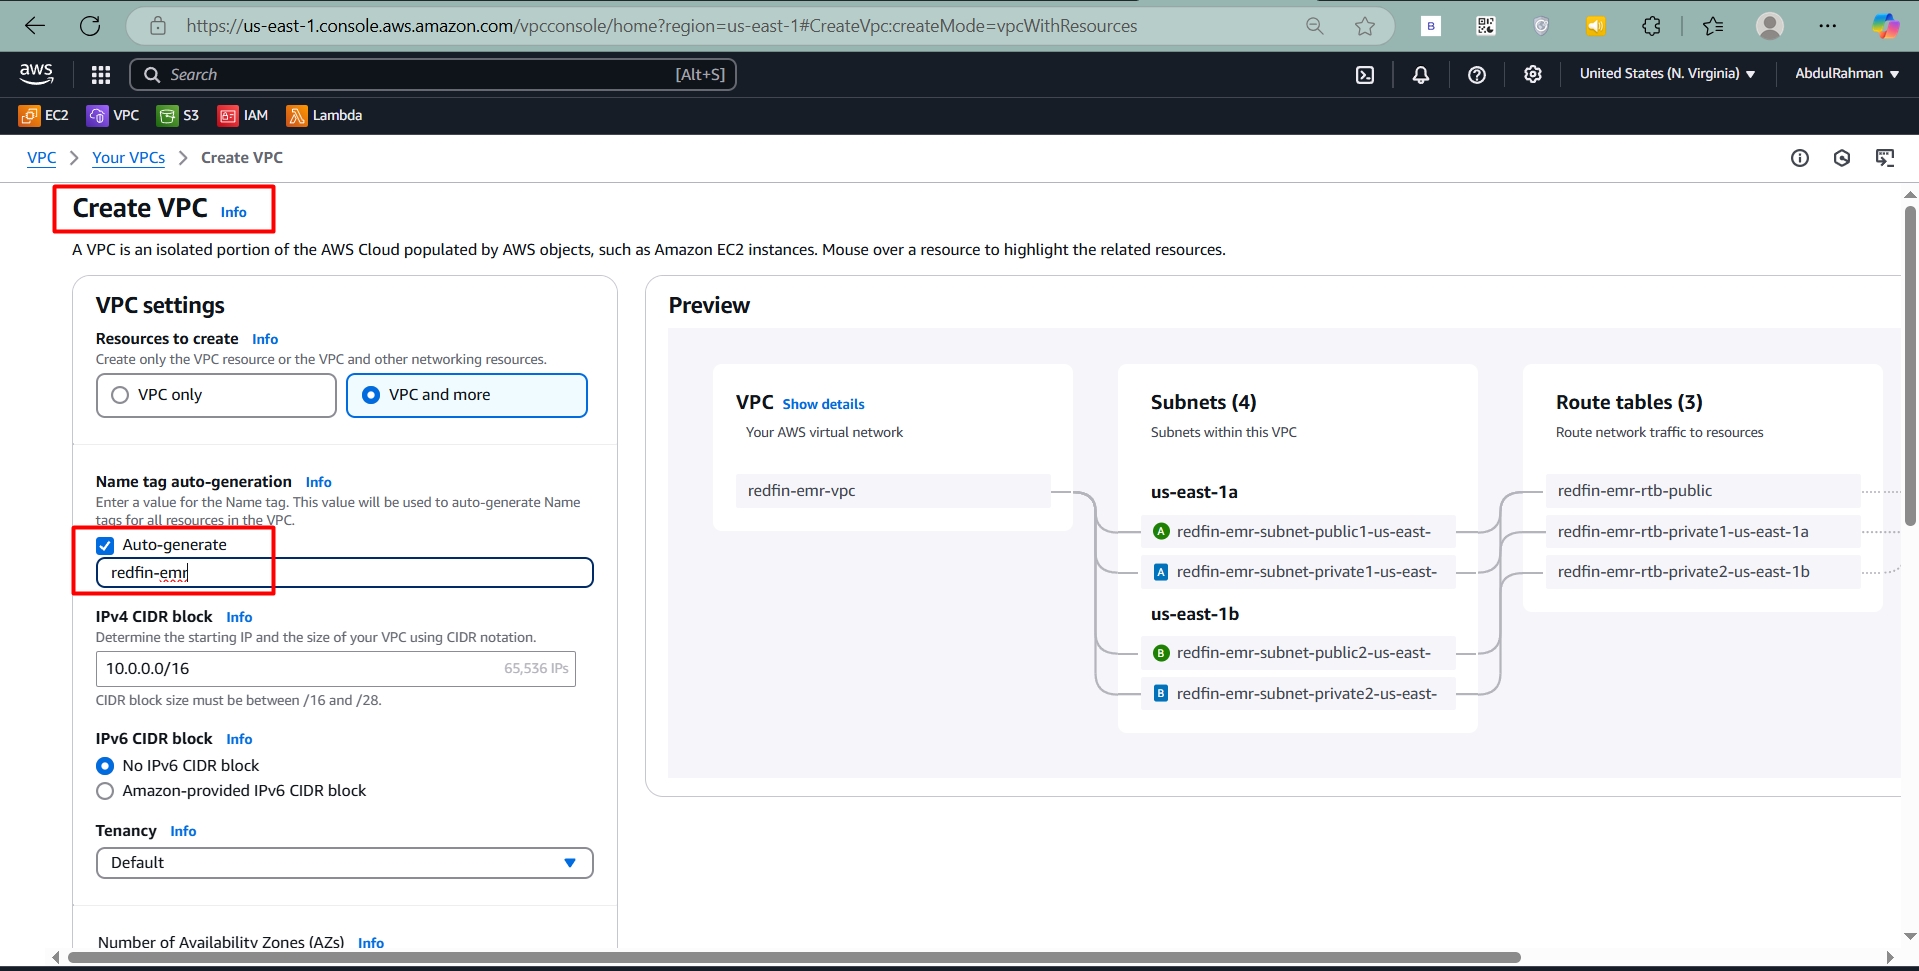 https://us-east-1.console.aws.amazon.com/vpcconsole/home?region=us-east-1#CreateVpc:createMode=vpcWithResources
B
aws
Search
[Alt+S]
United States (N. Virginia)
AbdulRahman
EC2
VPC
S3
IAM
Lambda
VPC
Your VPCs
Create VPC
Create VPC
Info
A VPC is an isolated portion of the AWS Cloud populated by AWS objects, such as Amazon EC2 instances. Mouse over a resource to highlight the related resources.
VPC settings
Resources to create Info
Create only the VPC resource or the VPC and other networking resources.
VPC only
VPC and more
Name tag auto-generation Info
Enter a value for the Name tag. This value will be used to auto-generate Name
tags for all resources in the VPC.
Auto-generate
redfin-emr
IPv4 CIDR block Info
Determine the starting IP and the size of your VPC using CIDR notation.
10.0.0.0/16
65,536 IPs
CIDR block size must be between /16 and /28.
IPv6 CIDR block Info
No IPv6 CIDR block
Amazon-provided IPv6 CIDR block
Tenancy Info
Default
Number of Availability Zones (AZs) Info
Preview
VPC Show details
Your AWS virtual network
redfin-emr-vpc
Subnets (4)
Subnets within this VPC
us-east-1a
A redfin-emr-subnet-public1-us-east-
A redfin-emr-subnet-private1-us-east-
us-east-1b
B redfin-emr-subnet-public2-us-east-
B redfin-emr-subnet-private2-us-east-
Route tables (3)
Route network traffic to resources
redfin-emr-rtb-public
redfin-emr-rtb-private1-us-east-1a
redfin-emr-rtb-private2-us-east-1b